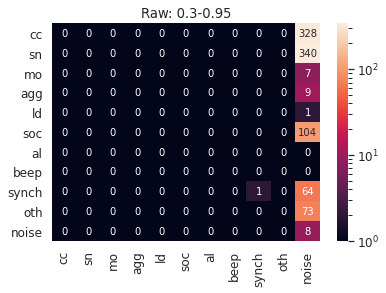 Raw: 0.3-0.95
cc 0 0 0 0 0 0 0 0 0 0 328
sn 0 0 0 0 0 0 0 0 0 0 340
mo 0 0 0 0 0 0 0 0 0 0 7
agg 0 0 0 0 0 0 0 0 0 0 9
ld 0 0 0 0 0 0 0 0 0 0 1
soc 0 0 0 0 0 0 0 0 0 0 104
al 0 0 0 0 0 0 0 0 0 0 0
beep 0 0 0 0 0 0 0 0 0 0 0
synch 0 0 0 0 0 0 0 0 1 0 64
oth 0 0 0 0 0 0 0 0 0 0 73
noise 0 0 0 0 0 0 0 0 0 0 8
cc sn mo agg ld soc al beep synch oth noise
10²
10¹
10⁰